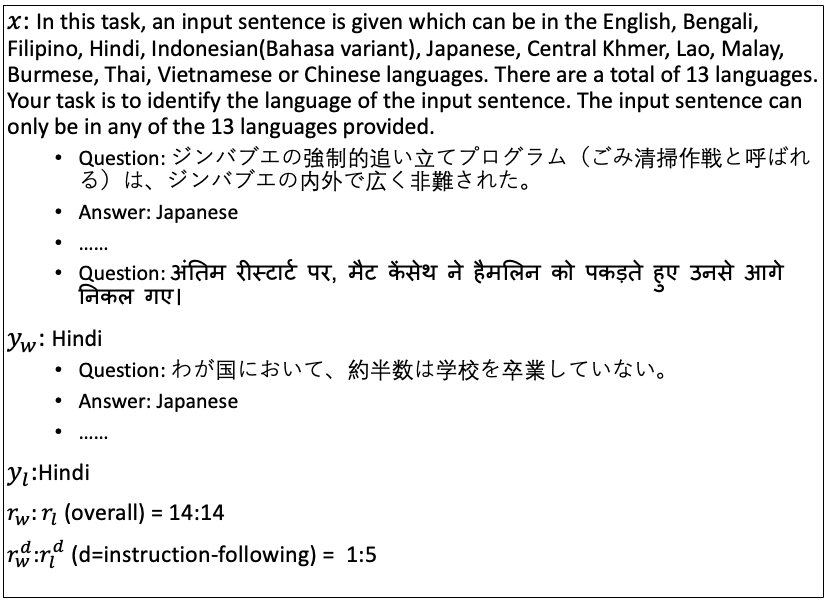 x: In this task, an input sentence is given which can be in the English, Bengali,
Filipino, Hindi, Indonesian(Bahasa variant), Japanese, Central Khmer, Lao, Malay,
Burmese, Thai, Vietnamese or Chinese languages. There are a total of 13 languages.
Your task is to identify the language of the input sentence. The input sentence can
only be in any of the 13 languages provided.
• Question: ジンバブエの強制的追い立てプログラム（ごみ清掃作戦と呼ばれ
る）は、ジンバブエの内外で広く非難された。
• Answer: Japanese
• ......
• Question: अंतिम रीस्टार्ट पर, मैट केंसेथ ने हैमलिन को पकड़ते हुए उनसे आगे
निकल गए।
y_w: Hindi
• Question: わが国において、約半数は学校を卒業していない。
• Answer: Japanese
• ......
y_l:Hindi
r_w: r_l (overall) = 14:14
r_w^d:r_l^d (d=instruction-following) = 1:5